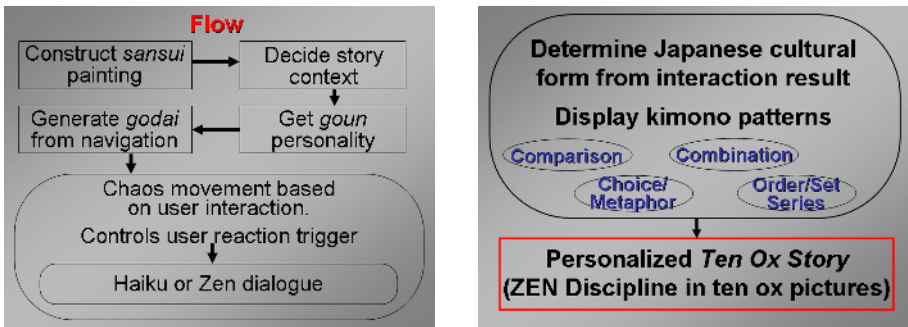 Flow
Construct sansui
painting
Decide story
context
Get goun
personality
Generate godai
from navigation
Chaos movement based
on user interaction.
Controls user reaction trigger
Haiku or Zen dialogue
Determine Japanese cultural
form from interaction result
Display kimono patterns
Comparison
Combination
Choice/
Metaphor
Order/Set
Series
Personalized Ten Ox Story
(ZEN Discipline in ten ox pictures)